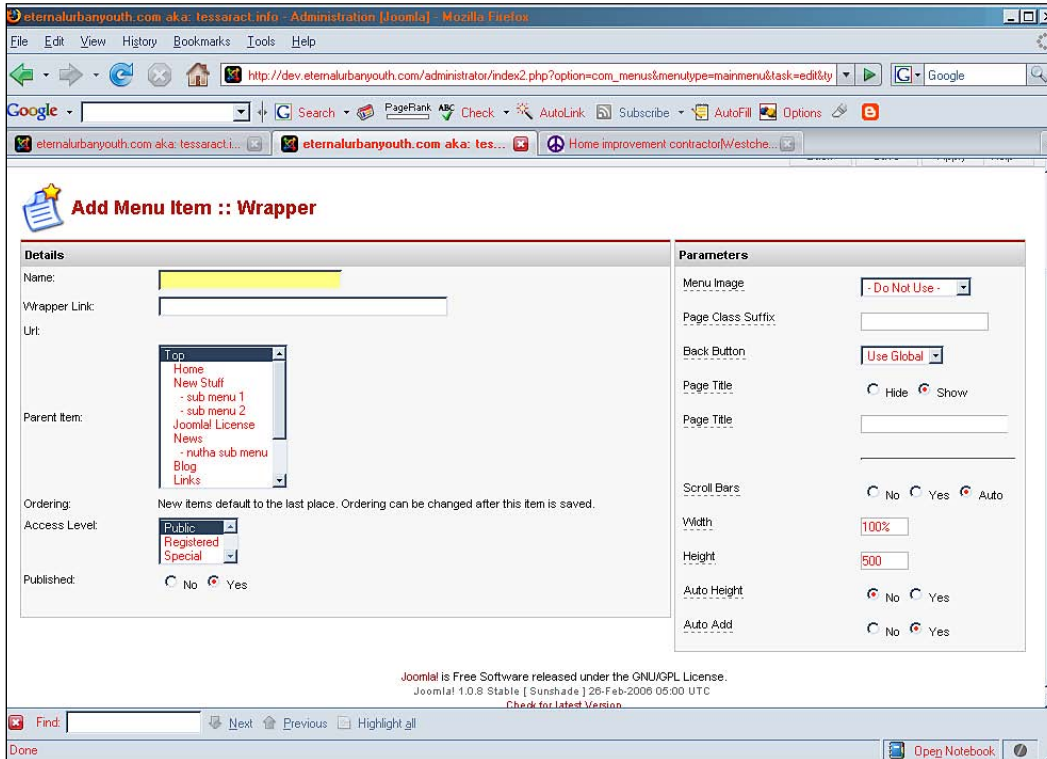 eternalurbanyouth.com aka: tessaract.info - Administration [Joomla] - Mozilla Firefox
File Edit View History Bookmarks Tools Help
http://dev.eternalurbanyouth.com/administrator/index2.php?option=com_menus&menutype=mainmenu&task=edit&ty G Google
Google G Search PageRank ABC Check AutoLink Subscribe AutoFill Options
eternalurbanyouth.com aka: tessaract.i... eternalurbanyouth.com aka: tes... Home improvement contractor|Westche...
Add Menu Item :: Wrapper
Details
Name:
Wrapper Link:
Url:
Parent Item:
Top
Home
New Stuff
- sub menu 1
- sub menu 2
Joomla! License
News
- nutha sub menu
Blog
Links
Ordering: New items default to the last place. Ordering can be changed after this item is saved.
Access Level: Public
Registered
Special
Published: No Yes
Parameters
Menu Image - Do Not Use -
Page Class Suffix
Back Button Use Global
Page Title Hide Show
Page Title
Scroll Bars No Yes Auto
Width 100%
Height 500
Auto Height No Yes
Auto Add No Yes
Joomla! is Free Software released under the GNU/GPL License.
Joomla! 1.0.8 Stable [ Sunshade ] 26-Feb-2006 05:00 UTC
Check for latest Version
Find: Next Previous Highlight all
Done Open Notebook